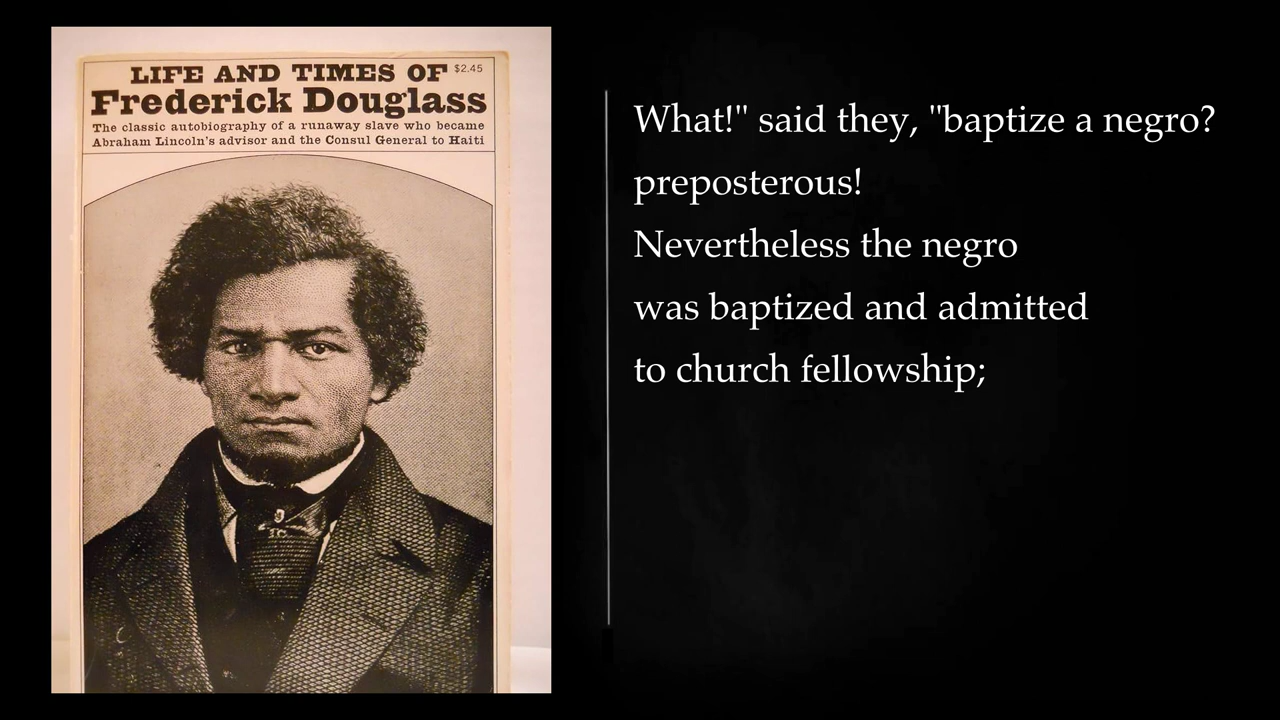 LIFE AND TIMES OF $2.45
Frederick Douglass
The classic autobiography of a runaway slave who became
Abraham Lincoln's advisor and the Consul General to Haiti
What!" said they, "baptize a negro?
preposterous!
Nevertheless the negro
was baptized and admitted
to church fellowship;